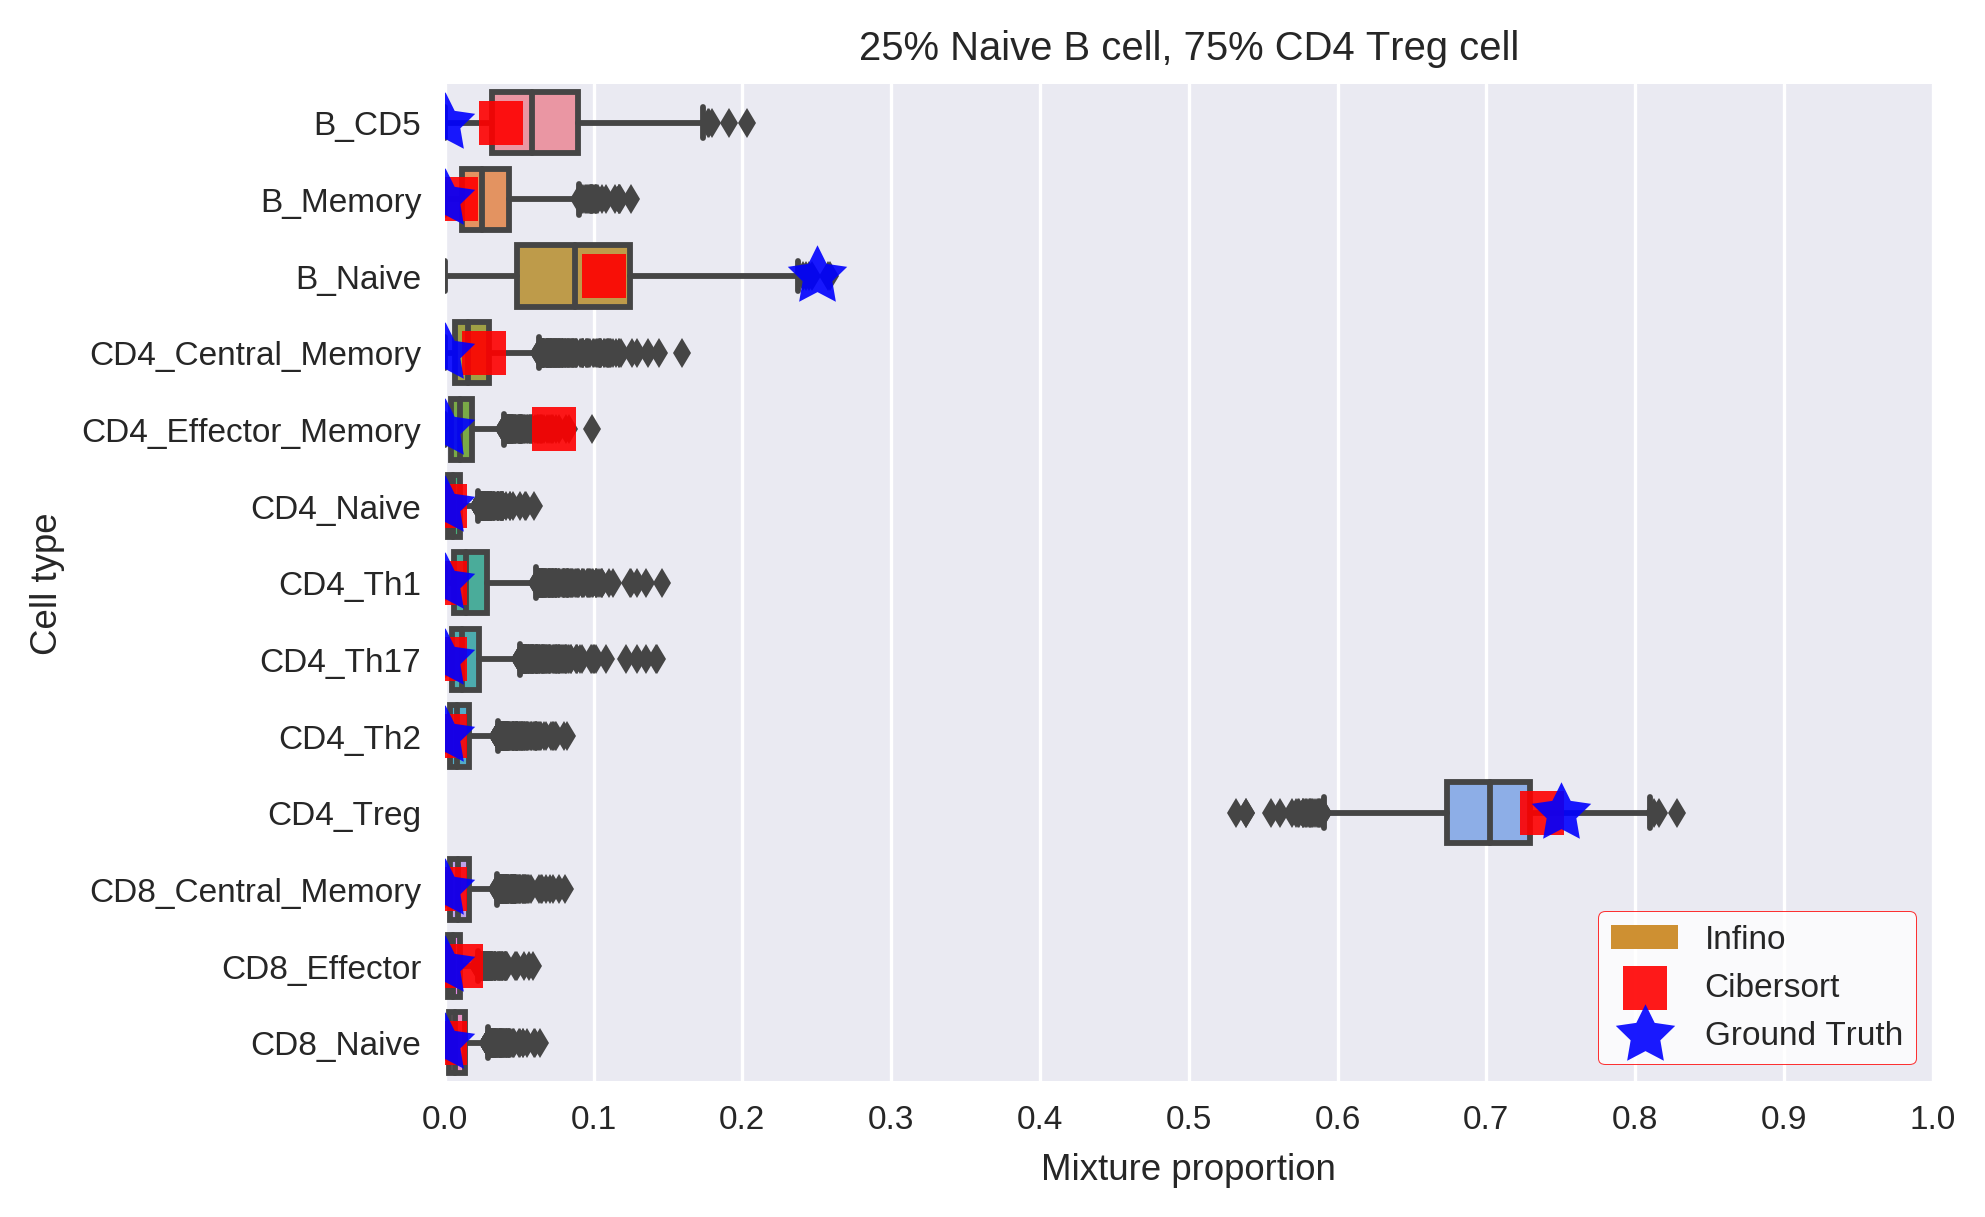 25% Naive B cell, 75% CD4 Treg cell
B_CD5
B_Memory
B_Naive
CD4_Central_Memory
CD4_Effector_Memory
CD4_Naive
CD4_Th1
CD4_Th17
CD4_Th2
CD4_Treg
CD8_Central_Memory
CD8_Effector
CD8_Naive
Cell type
Infino
Cibersort
Ground Truth
0.0 0.1 0.2 0.3 0.4 0.5 0.6 0.7 0.8 0.9 1.0
Mixture proportion